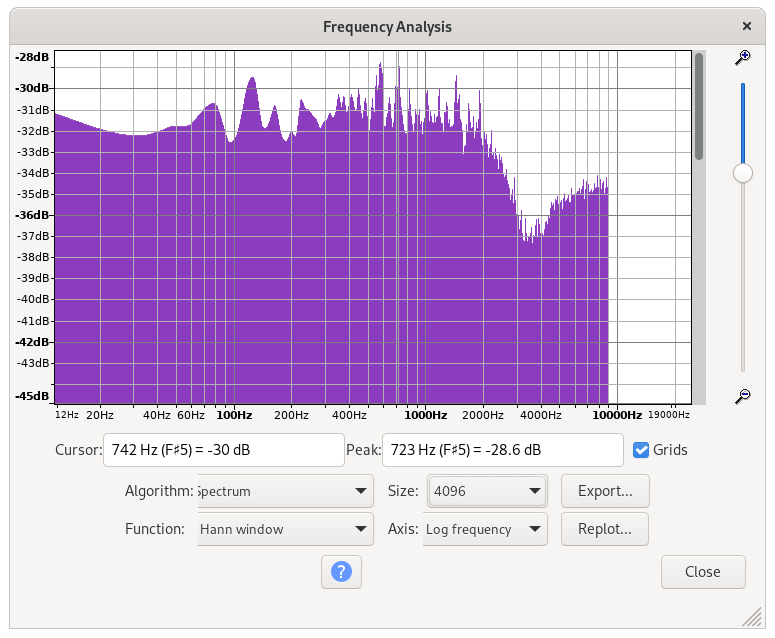 Frequency Analysis
-28dB
-30dB
-31dB
-32dB
-33dB
-34dB
-35dB
-36dB
-37dB
-38dB
-39dB
-40dB
-41dB
-42dB
-43dB
-45dB
12Hz 20Hz 40Hz 60Hz 100Hz 200Hz 400Hz 1000Hz 2000Hz 4000Hz 10000Hz 19000Hz
Cursor: 742 Hz (F♯5) = -30 dB Peak: 723 Hz (F♯5) = -28.6 dB Grids
Algorithm: Spectrum Size: 4096 Export...
Function: Hann window Axis: Log frequency Replot...
? Close